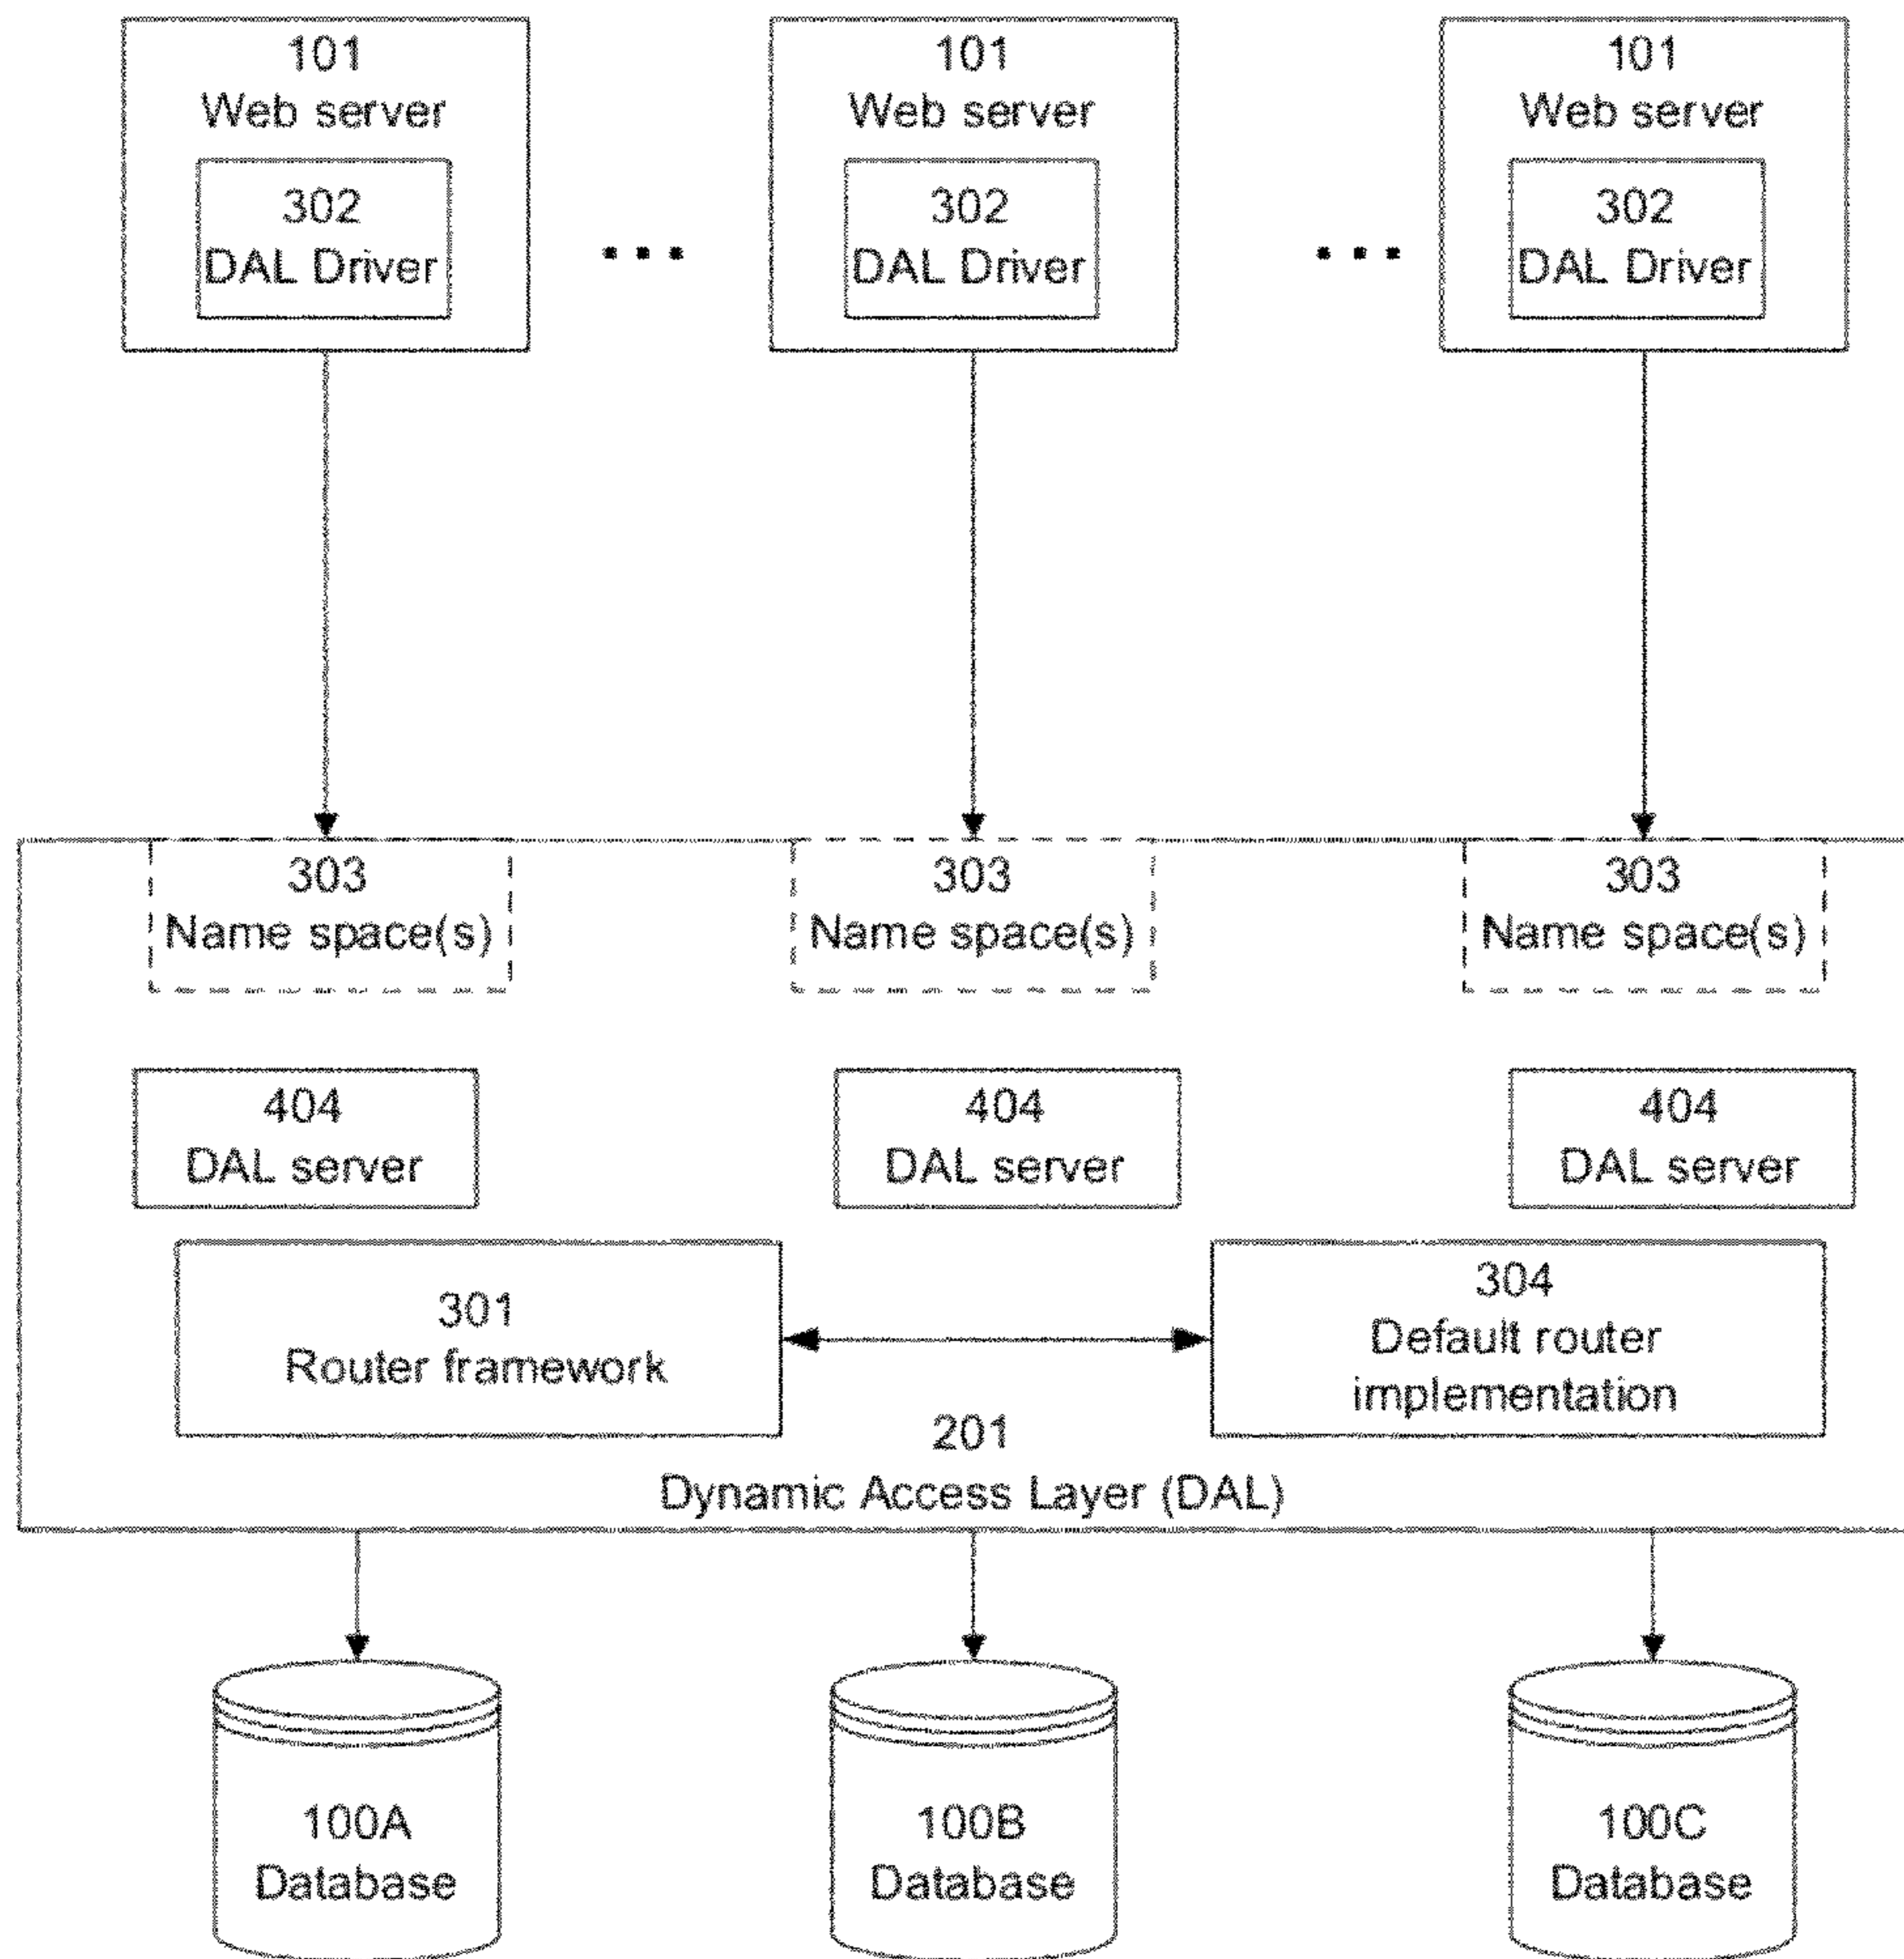 101
Web server
302
DAL Driver
...
101
Web server
302
DAL Driver
...
101
Web server
302
DAL Driver
303
Name space(s)
303
Name space(s)
303
Name space(s)
404
DAL server
404
DAL server
404
DAL server
301
Router framework
304
Default router
implementation
201
Dynamic Access Layer (DAL)
100A
Database
100B
Database
100C
Database